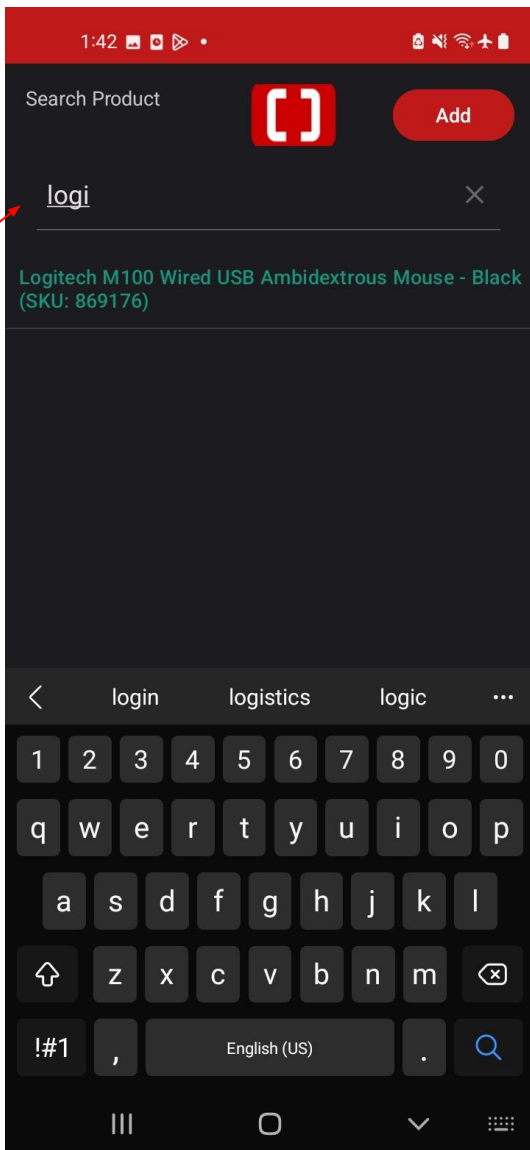 1:42
Search Product
Add
logi
Logitech M100 Wired USB Ambidextrous Mouse - Black
(SKU: 869176)
login logistics logic
1 2 3 4 5 6 7 8 9 0
q w e r t y u i o p
a s d f g h j k l
z x c v b n m
!#1 , English (US) .